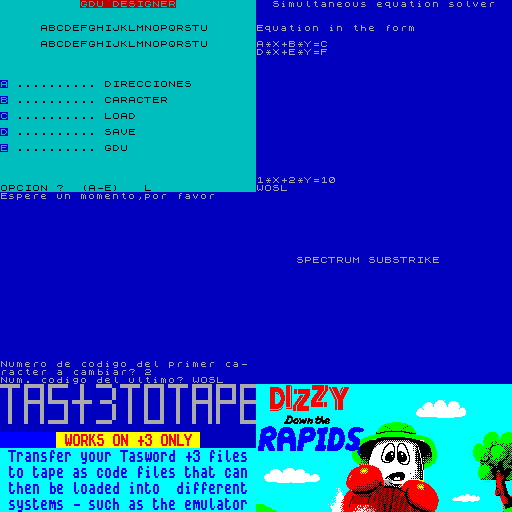 GDU DESIGNER
ABCDEFGHIJKLMNOPQRSTU
ABCDEFGHIJKLMNOPQRSTU
A .......... DIRECCIONES
B .......... CARACTER
C .......... LOAD
D .......... SAVE
E .......... GDU
OPCION ? (A-E) L
Simultaneous equation solver
Equation in the form
A*X+B*Y=C
D*X+E*Y=F
1*X+2*Y=10
WOSL
Espere un momento,por favor
Numero de codigo del primer ca-
racter a cambiar? 2
Num. codigo del ultimo? WOSL
SPECTRUM SUBSTRIKE
TAS+3TOTAPE
WORKS ON +3 ONLY
Transfer your Tasword +3 files
to tape as code files that can
then be loaded into different
systems - such as the emulator
DIZZY
Down the
RAPIDS